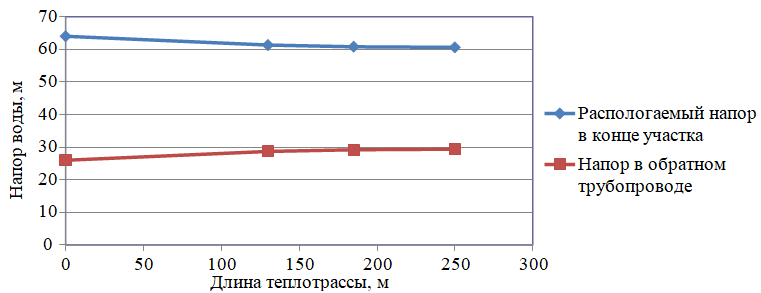 70
60
50
40
30
20
10
0
Напор воды, м
0 50 100 150 200 250 300
Длина теплотрассы, м
Распологаемый напор
в конце участка
Напор в обратном
трубопроводе